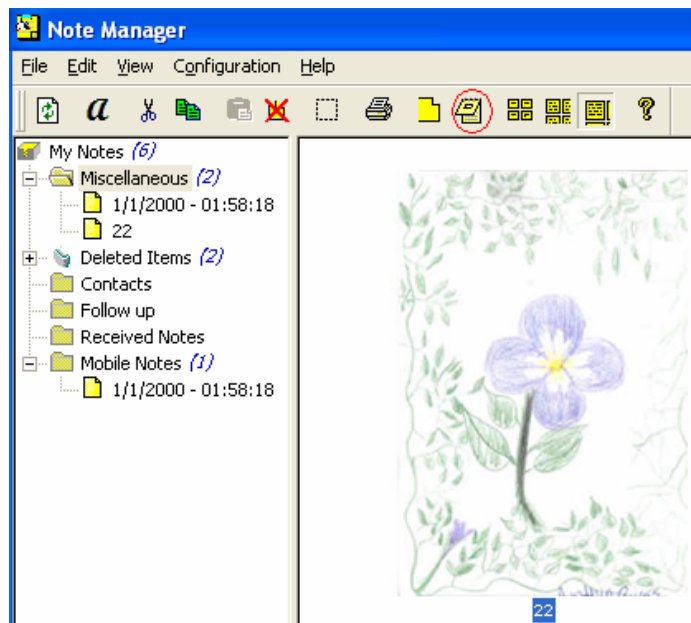 Note Manager
File Edit View Configuration Help
My Notes (6)
Miscellaneous (2)
1/1/2000 - 01:58:18
22
Deleted Items (2)
Contacts
Follow up
Received Notes
Mobile Notes (1)
1/1/2000 - 01:58:18
22